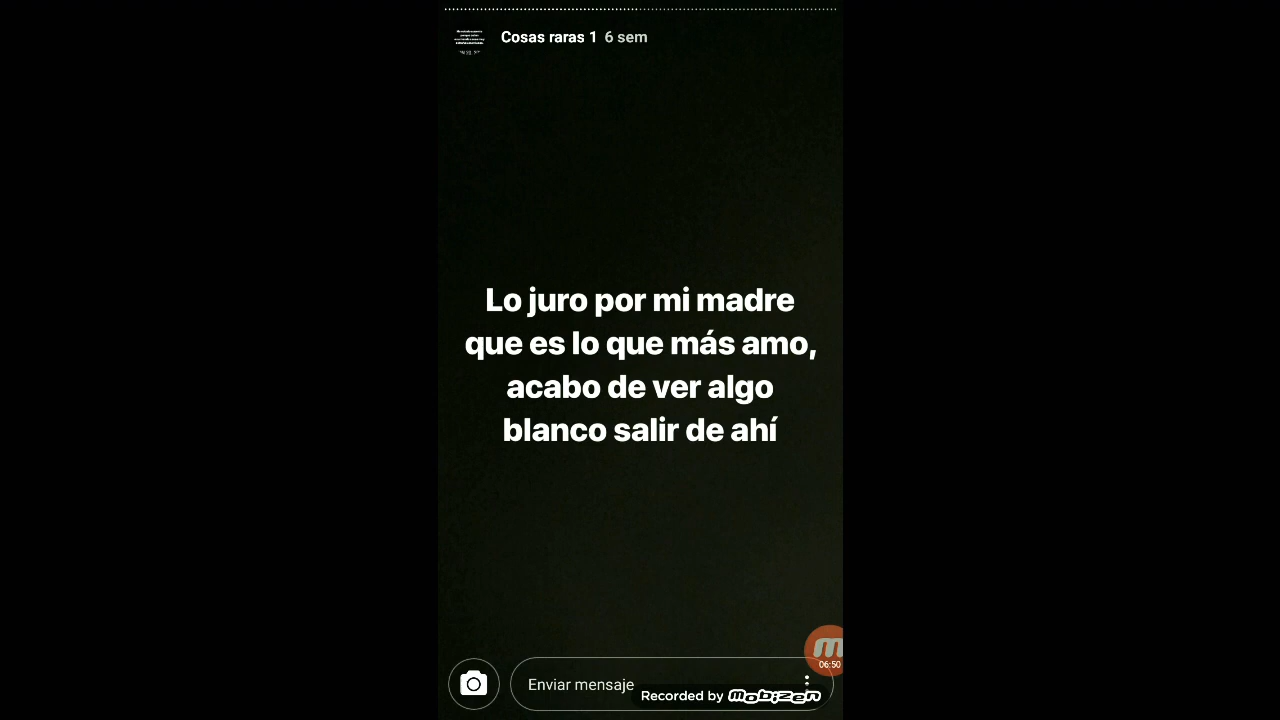 Cosas raras 1 6 sem
Lo juro por mi madre
que es lo que más amo,
acabo de ver algo
blanco salir de ahí
06:50
Enviar mensaje
Recorded by Mobizen